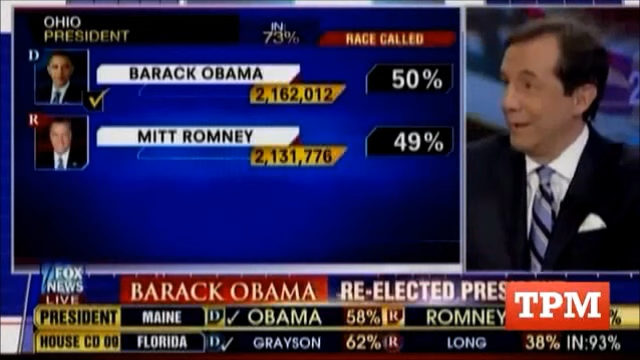 OHIO
PRESIDENT
IN:
73%
RACE CALLED
D
BARACK OBAMA
50%
2,162,012
R
MITT ROMNEY
49%
2,131,776
FOX
NEWS
LIVE
BARACK OBAMA RE-ELECTED PRES
TPM
PRESIDENT MAINE D OBAMA 58% R ROMNEY %
HOUSE CD 09 FLORIDA D GRAYSON 62% R LONG 38% IN:93%